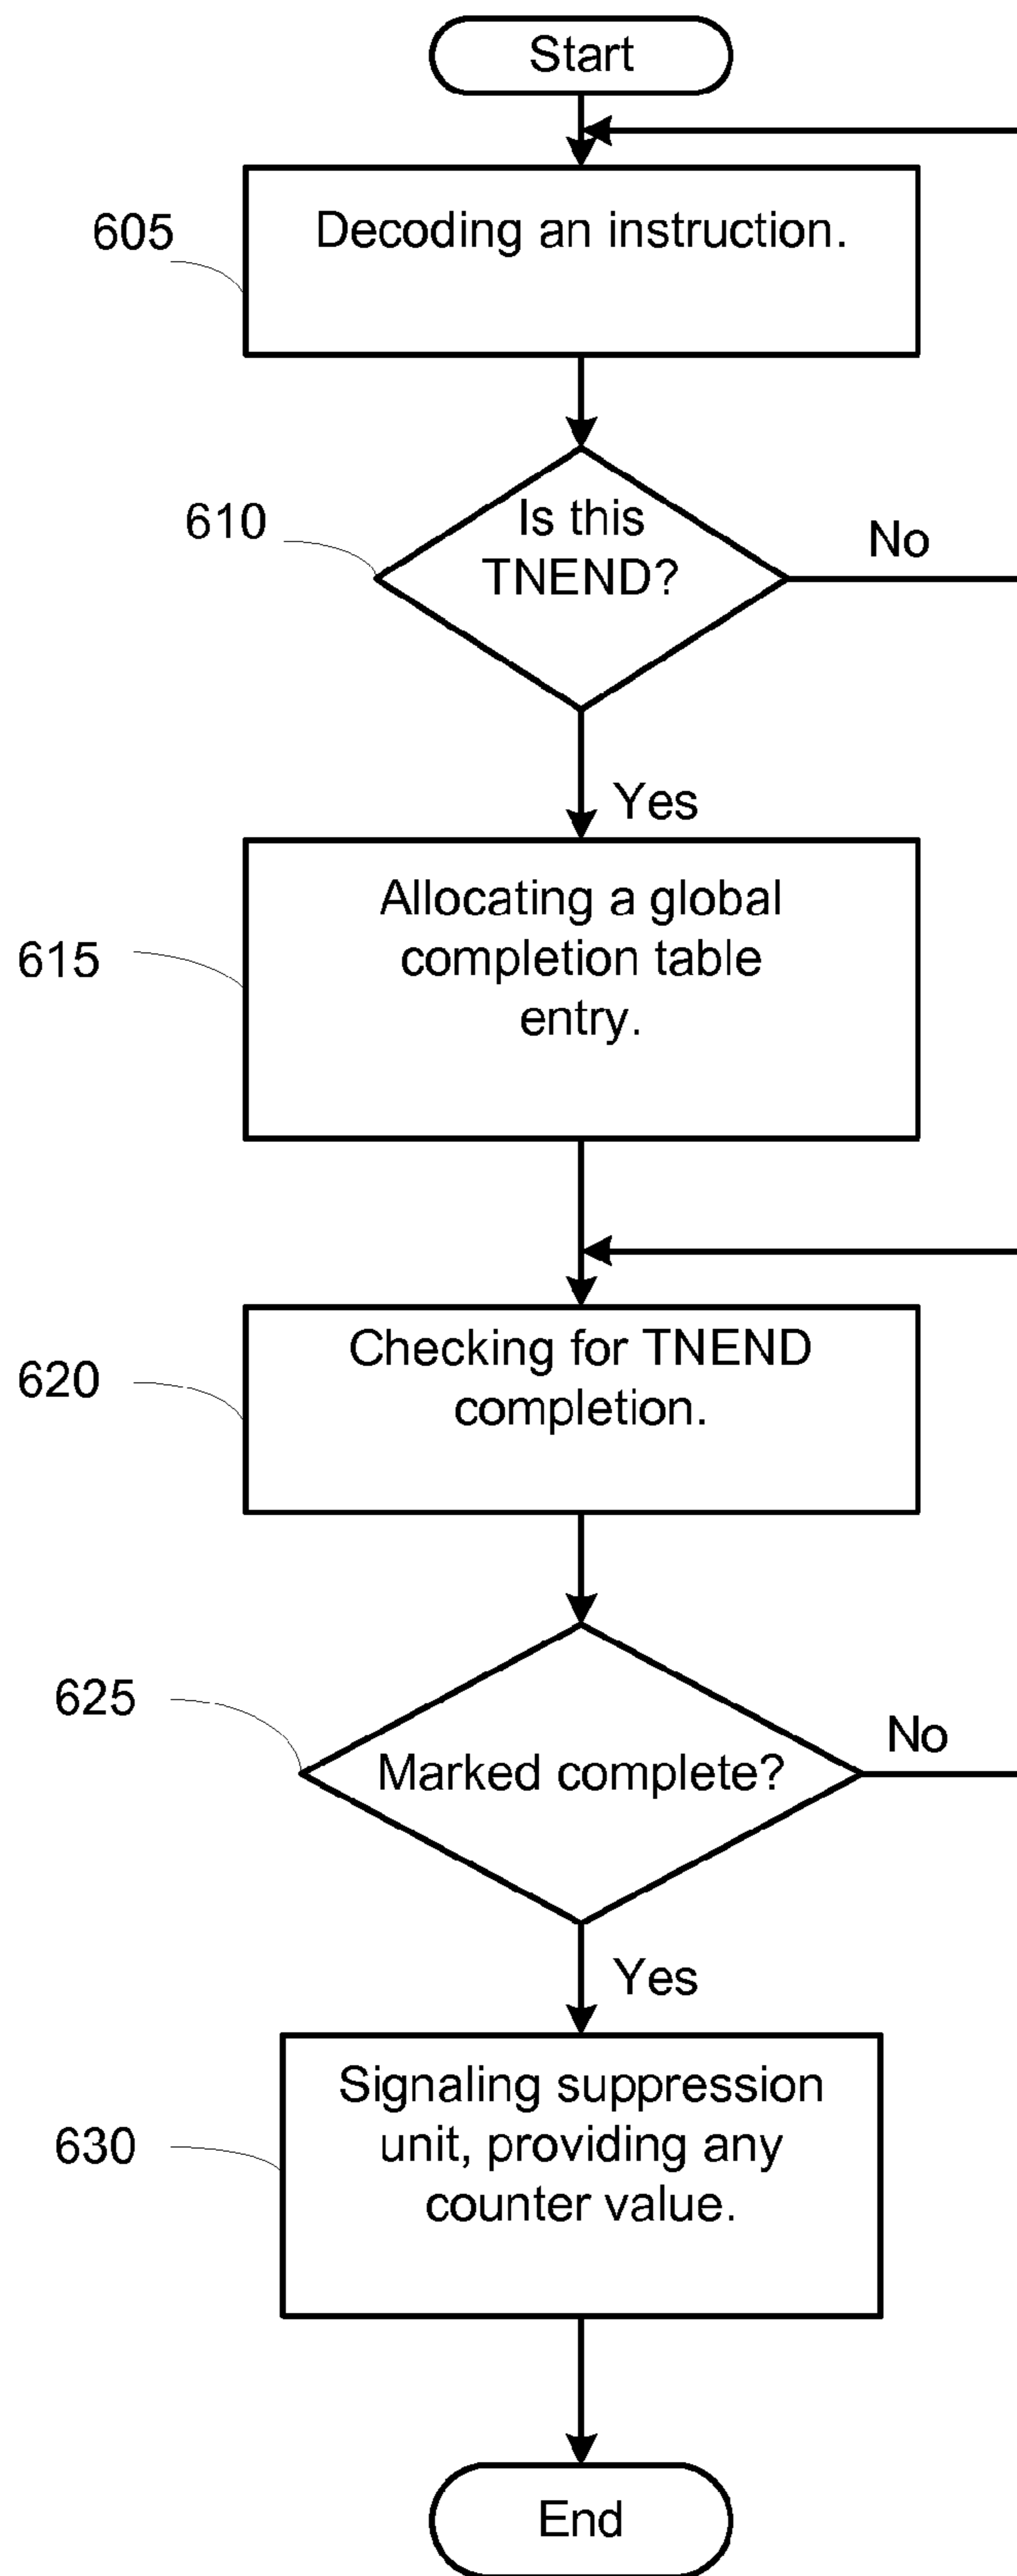 Start
605
Decoding an instruction.
610
Is this
TNEND?
No
Yes
615
Allocating a global
completion table
entry.
620
Checking for TNEND
completion.
625
Marked complete?
No
Yes
630
Signaling suppression
unit, providing any
counter value.
End